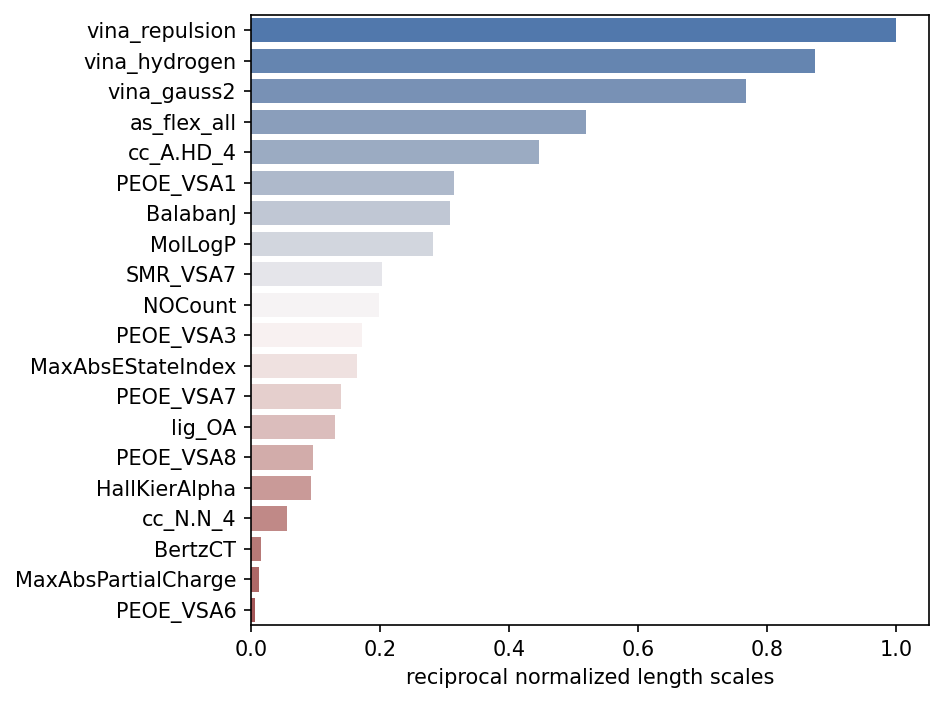 vina_repulsion
vina_hydrogen
vina_gauss2
as_flex_all
cc_A.HD_4
PEOE_VSA1
BalabanJ
MolLogP
SMR_VSA7
NOCount
PEOE_VSA3
MaxAbsEStateIndex
PEOE_VSA7
lig_OA
PEOE_VSA8
HallKierAlpha
cc_N.N_4
BertzCT
MaxAbsPartialCharge
PEOE_VSA6
0.0 0.2 0.4 0.6 0.8 1.0
reciprocal normalized length scales